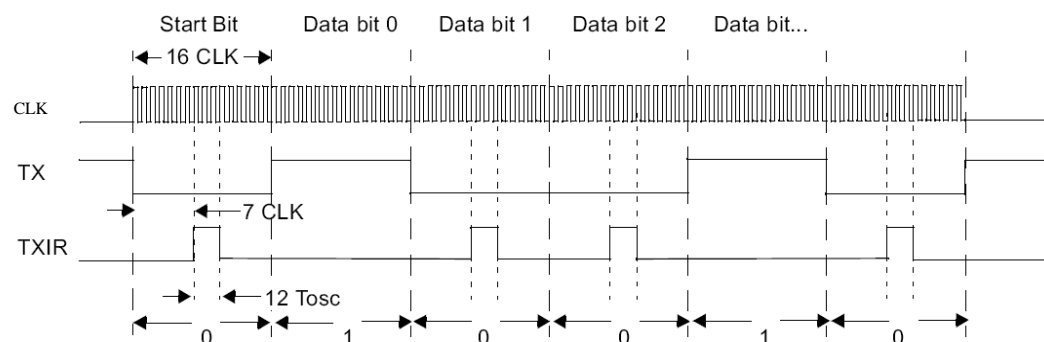 Start Bit Data bit 0 Data bit 1 Data bit 2 Data bit...
16 CLK
CLK
TX
7 CLK
TXIR
12 Tosc
0 1 0 0 1 0